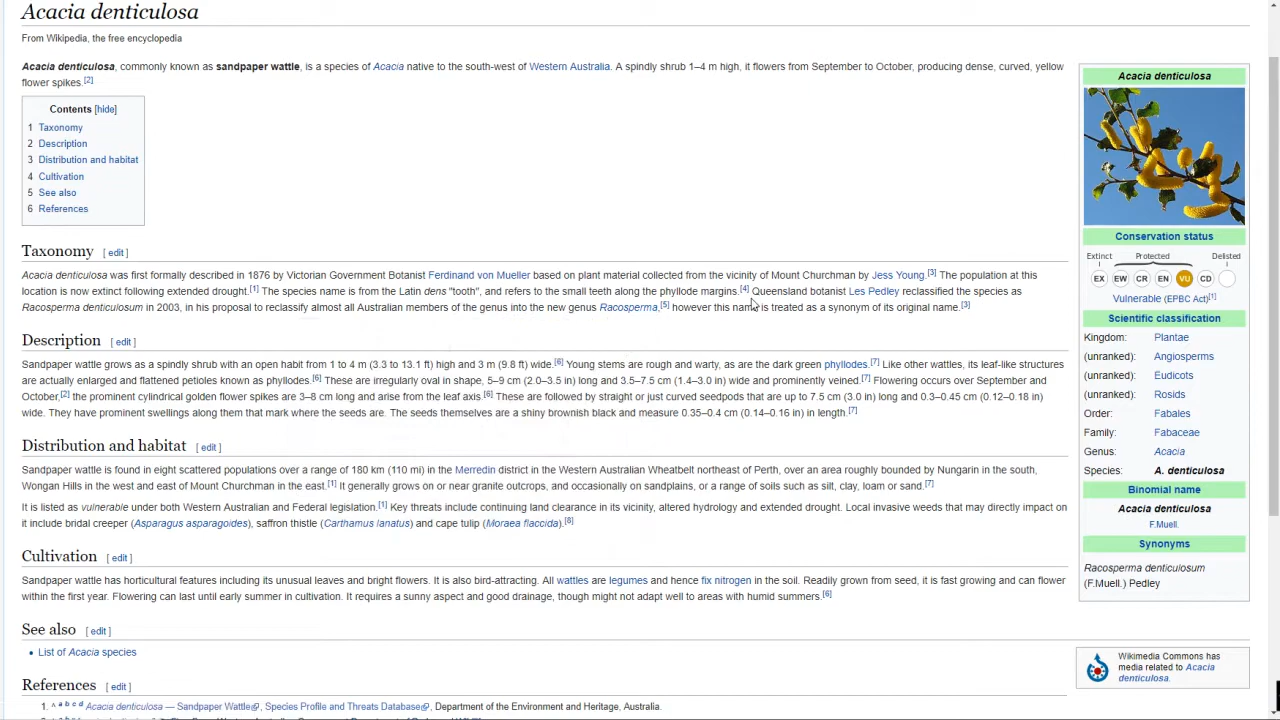 Acacia denticulosa
From Wikipedia, the free encyclopedia
Acacia denticulosa, commonly known as sandpaper wattle, is a species of Acacia native to the south-west of Western Australia. A spindly shrub 1–4 m high, it flowers from September to October, producing dense, curved, yellow
flower spikes.[2]
Contents [hide]
1 Taxonomy
2 Description
3 Distribution and habitat
4 Cultivation
5 See also
6 References
Taxonomy [ edit ]
Acacia denticulosa was first formally described in 1876 by Victorian Government Botanist Ferdinand von Mueller based on plant material collected from the vicinity of Mount Churchman by Jess Young.[3] The population at this
location is now extinct following extended drought.[1] The species name is from the Latin dens "tooth", and refers to the small teeth along the phyllode margins.[4] Queensland botanist Les Pedley reclassified the species as
Racosperma denticulosum in 2003, in his proposal to reclassify almost all Australian members of the genus into the new genus Racosperma,[5] however this name is treated as a synonym of its original name.[3]
Description [ edit ]
Sandpaper wattle grows as a spindly shrub with an open habit from 1 to 4 m (3.3 to 13.1 ft) high and 3 m (9.8 ft) wide.[6] Young stems are rough and warty, as are the dark green phyllodes.[7] Like other wattles, its leaf-like structures
are actually enlarged and flattened petioles known as phyllodes.[6] These are irregularly oval in shape, 5–9 cm (2.0–3.5 in) long and 3.5–7.5 cm (1.4–3.0 in) wide and prominently veined.[7] Flowering occurs over September and
October,[2] the prominent cylindrical golden flower spikes are 3–8 cm long and arise from the leaf axis.[6] These are followed by straight or just curved seedpods that are up to 7.5 cm (3.0 in) long and 0.3–0.45 cm (0.12–0.18 in)
wide. They have prominent swellings along them that mark where the seeds are. The seeds themselves are a shiny brownish black and measure 0.35–0.4 cm (0.14–0.16 in) in length.[7]
Distribution and habitat [ edit ]
Sandpaper wattle is found in eight scattered populations over a range of 180 km (110 mi) in the Merredin district in the Western Australian Wheatbelt northeast of Perth, over an area roughly bounded by Nungarin in the south,
Wongan Hills in the west and east of Mount Churchman in the east.[1] It generally grows on or near granite outcrops, and occasionally on sandplains, or a range of soils such as silt, clay, loam or sand.[7]
It is listed as vulnerable under both Western Australian and Federal legislation.[1] Key threats include continuing land clearance in its vicinity, altered hydrology and extended drought. Local invasive weeds that may directly impact on
it include bridal creeper (Asparagus asparagoides), saffron thistle (Carthamus lanatus) and cape tulip (Moraea flaccida).[8]
Cultivation [ edit ]
Sandpaper wattle has horticultural features including its unusual leaves and bright flowers. It is also bird-attracting. All wattles are legumes and hence fix nitrogen in the soil. Readily grown from seed, it is fast growing and can flower
within the first year. Flowering can last until early summer in cultivation. It requires a sunny aspect and good drainage, though might not adapt well to areas with humid summers.[6]
See also [ edit ]
List of Acacia species
References [ edit ]
1. ^ a b c d Acacia denticulosa — Sandpaper Wattle, Species Profile and Threats Database, Department of the Environment and Heritage, Australia.
Acacia denticulosa
Conservation status
Extinct Protected Delisted
EX EW CR EN VU CD
Vulnerable (EPBC Act)[1]
Scientific classification
Kingdom: Plantae
(unranked): Angiosperms
(unranked): Eudicots
(unranked): Rosids
Order: Fabales
Family: Fabaceae
Genus: Acacia
Species: A. denticulosa
Binomial name
Acacia denticulosa
F.Muell.
Synonyms
Racosperma denticulosum
(F.Muell.) Pedley
Wikimedia Commons has
media related to Acacia
denticulosa.